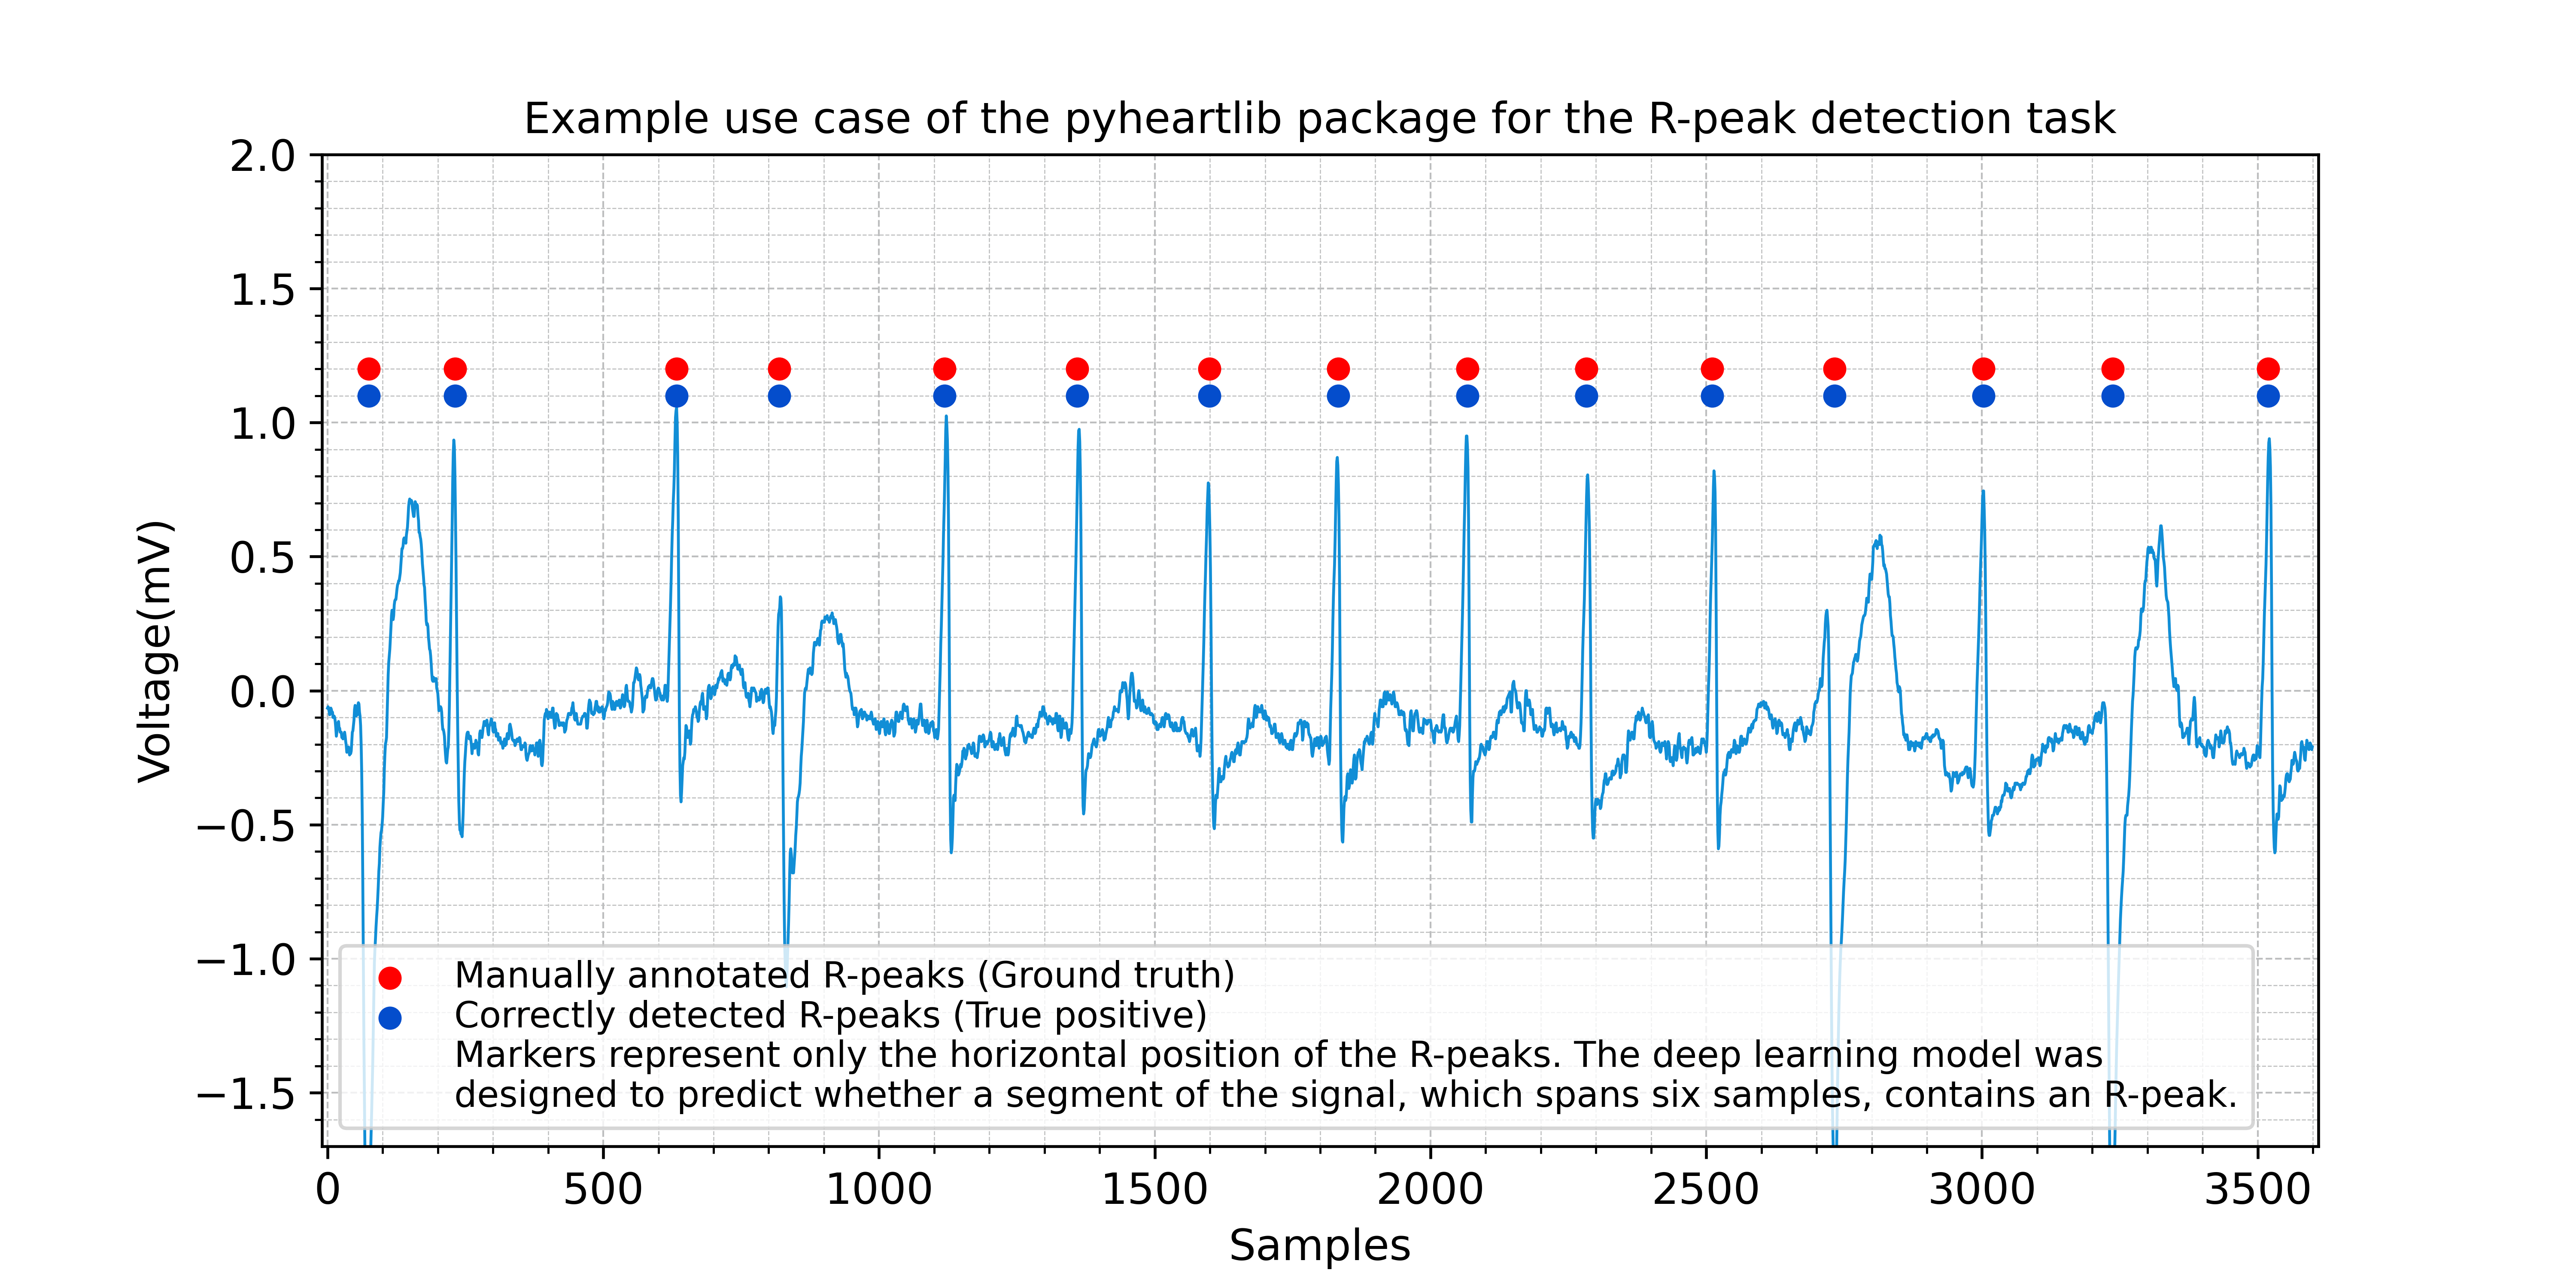 Example use case of the pyheartlib package for the R-peak detection task
2.0
1.5
1.0
0.5
0.0
−0.5
−1.0
−1.5
Voltage(mV)
Manually annotated R-peaks (Ground truth)
Correctly detected R-peaks (True positive)
Markers represent only the horizontal position of the R-peaks. The deep learning model was
designed to predict whether a segment of the signal, which spans six samples, contains an R-peak.
0 500 1000 1500 2000 2500 3000 3500
Samples